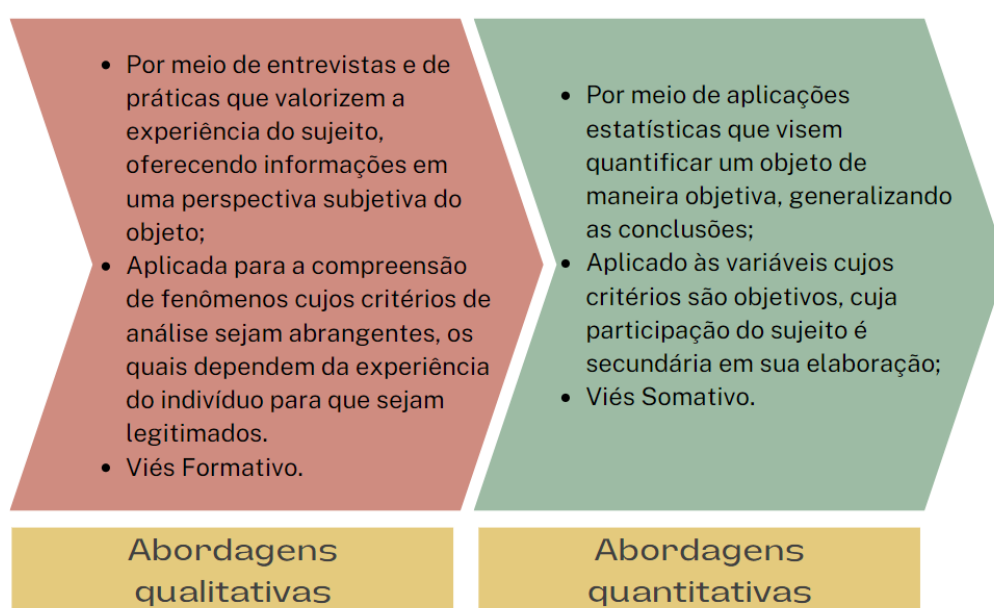 • Por meio de entrevistas e de
práticas que valorizem a
experiência do sujeito,
oferecendo informações em
uma perspectiva subjetiva do
objeto;
• Aplicada para a compreensão
de fenômenos cujos critérios de
análise sejam abrangentes, os
quais dependem da experiência
do indivíduo para que sejam
legitimados.
• Viés Formativo.
Abordagens
qualitativas
• Por meio de aplicações
estatísticas que visem
quantificar um objeto de
maneira objetiva, generalizando
as conclusões;
• Aplicado às variáveis cujos
critérios são objetivos, cuja
participação do sujeito é
secundária em sua elaboração;
• Viés Somativo.
Abordagens
quantitativas